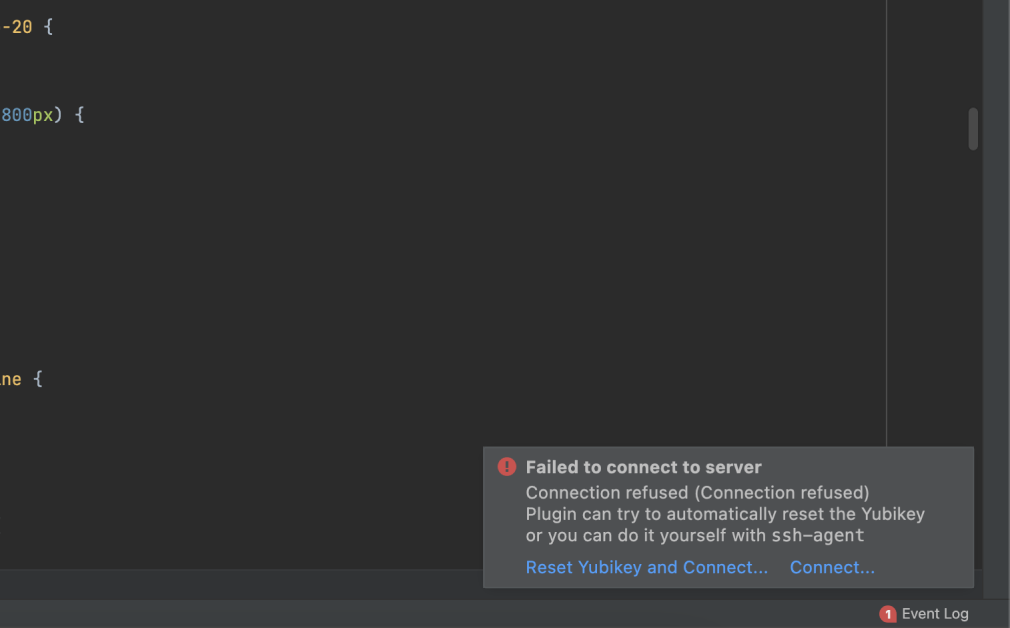 -20 {
800px) {
ne {
Failed to connect to server
Connection refused (Connection refused)
Plugin can try to automatically reset the Yubikey
or you can do it yourself with ssh-agent
Reset Yubikey and Connect... Connect...
1 Event Log